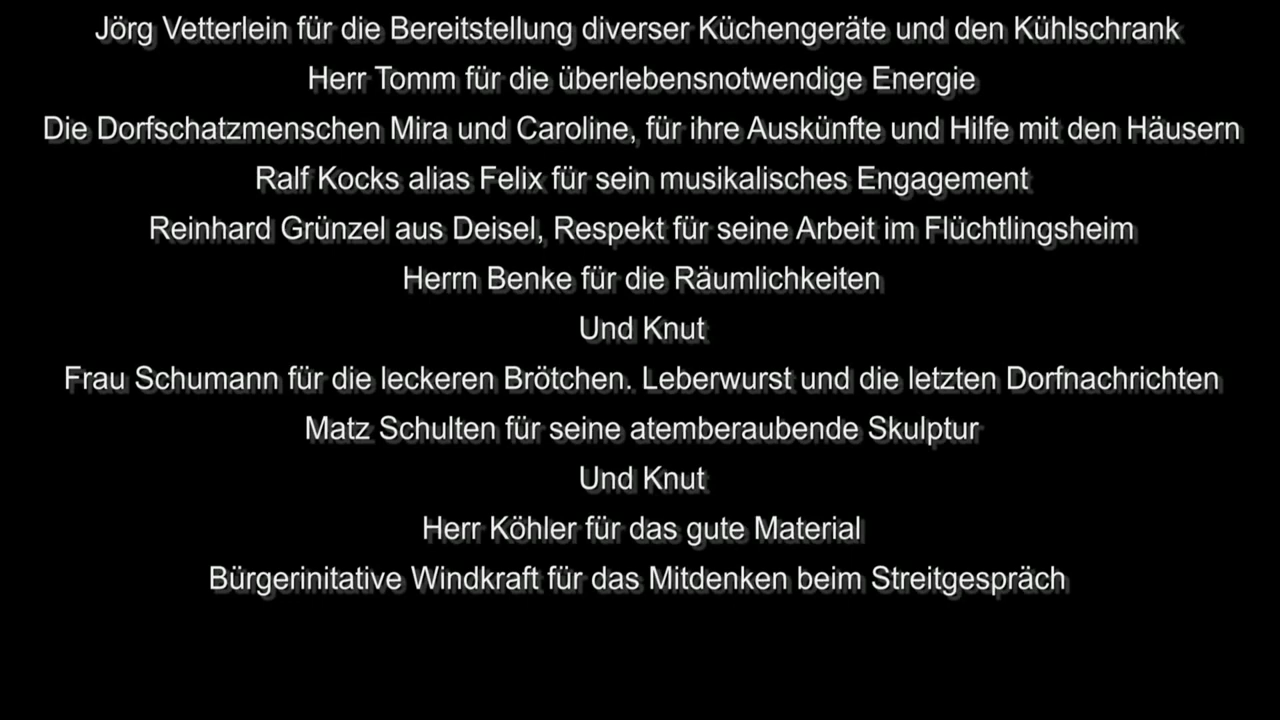 Jörg Vetterlein für die Bereitstellung diverser Küchengeräte und den Kühlschrank
Herr Tomm für die überlebensnotwendige Energie
Die Dorfschatzmenschen Mira und Caroline, für ihre Auskünfte und Hilfe mit den Häusern
Ralf Kocks alias Felix für sein musikalisches Engagement
Reinhard Grünzel aus Deisel, Respekt für seine Arbeit im Flüchtlingsheim
Herrn Benke für die Räumlichkeiten
Und Knut
Frau Schumann für die leckeren Brötchen. Leberwurst und die letzten Dorfnachrichten
Matz Schulten für seine atemberaubende Skulptur
Und Knut
Herr Köhler für das gute Material
Bürgerinitative Windkraft für das Mitdenken beim Streitgespräch